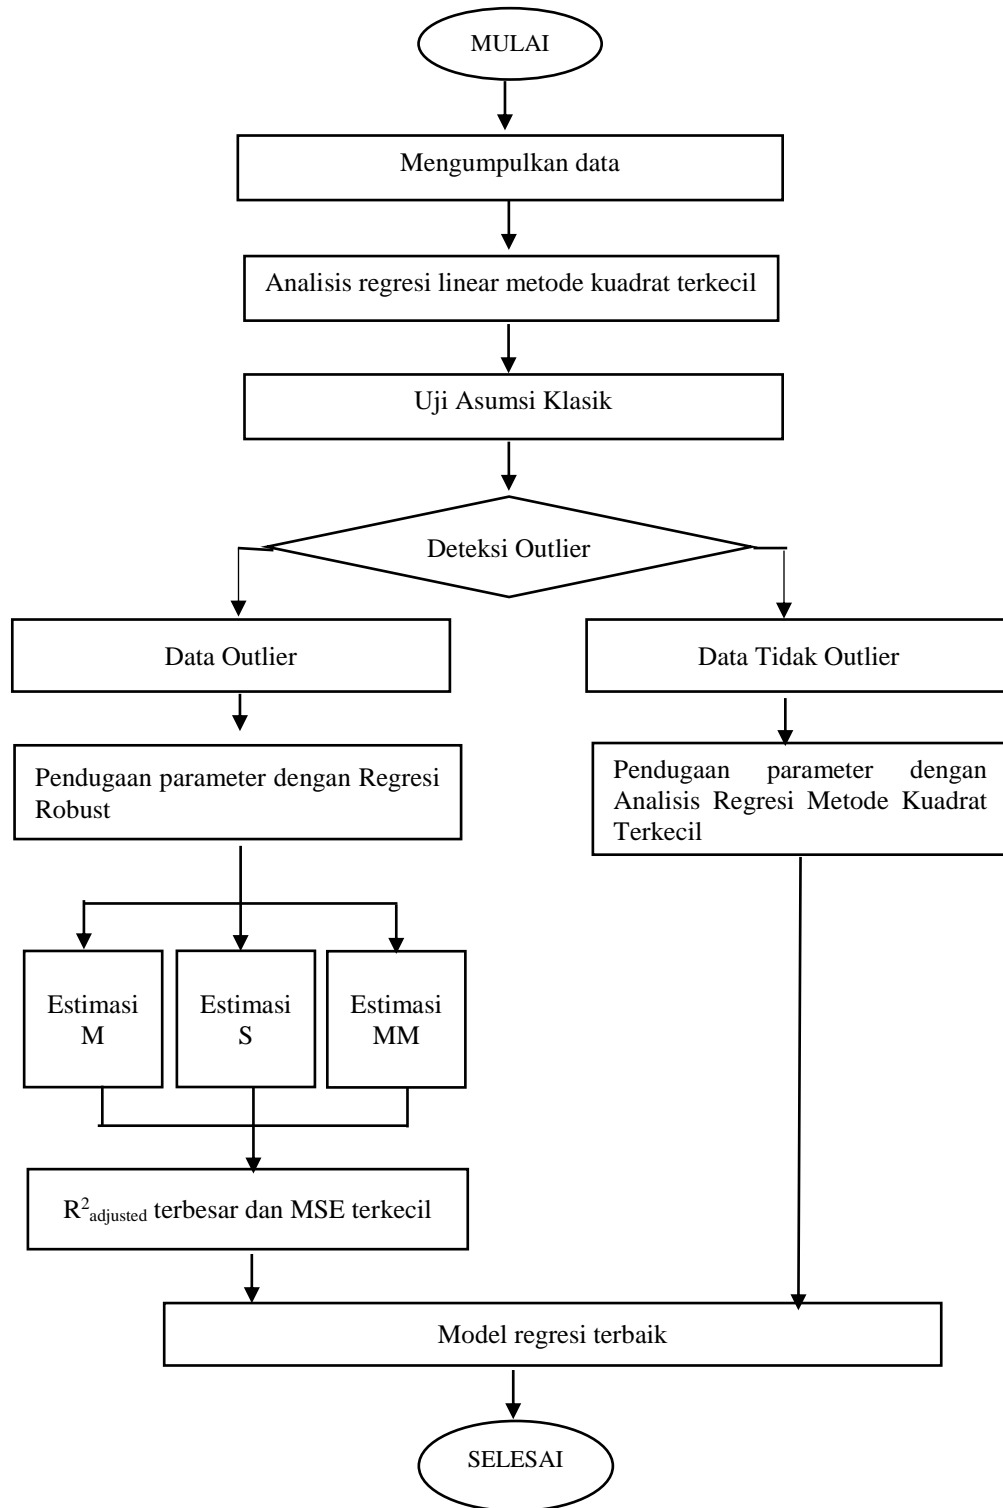 MULAI
Mengumpulkan data
Analisis regresi linear metode kuadrat terkecil
Uji Asumsi Klasik
Deteksi Outlier
Data Outlier
Data Tidak Outlier
Pendugaan parameter dengan Regresi
Robust
Pendugaan parameter dengan
Analisis Regresi Metode Kuadrat
Terkecil
Estimasi
M
Estimasi
S
Estimasi
MM
R²adjusted terbesar dan MSE terkecil
Model regresi terbaik
SELESAI